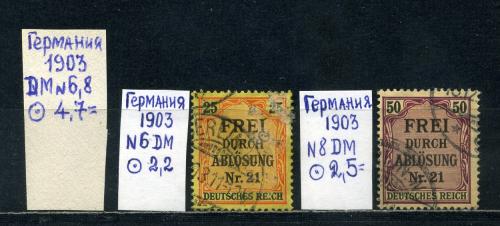 Германия
1903
DM N6,8
⊙ 4,7=
Германия
1903
N6 DM
⊙ 2,2
25 25
FREI
DURCH
ABLÖSUNG
Nr. 21
DEUTSCHES REICH
Германия
1903
N8 DM
⊙ 2,5=
50 50
FREI
DURCH
ABLÖSUNG
Nr. 21
DEUTSCHES REICH